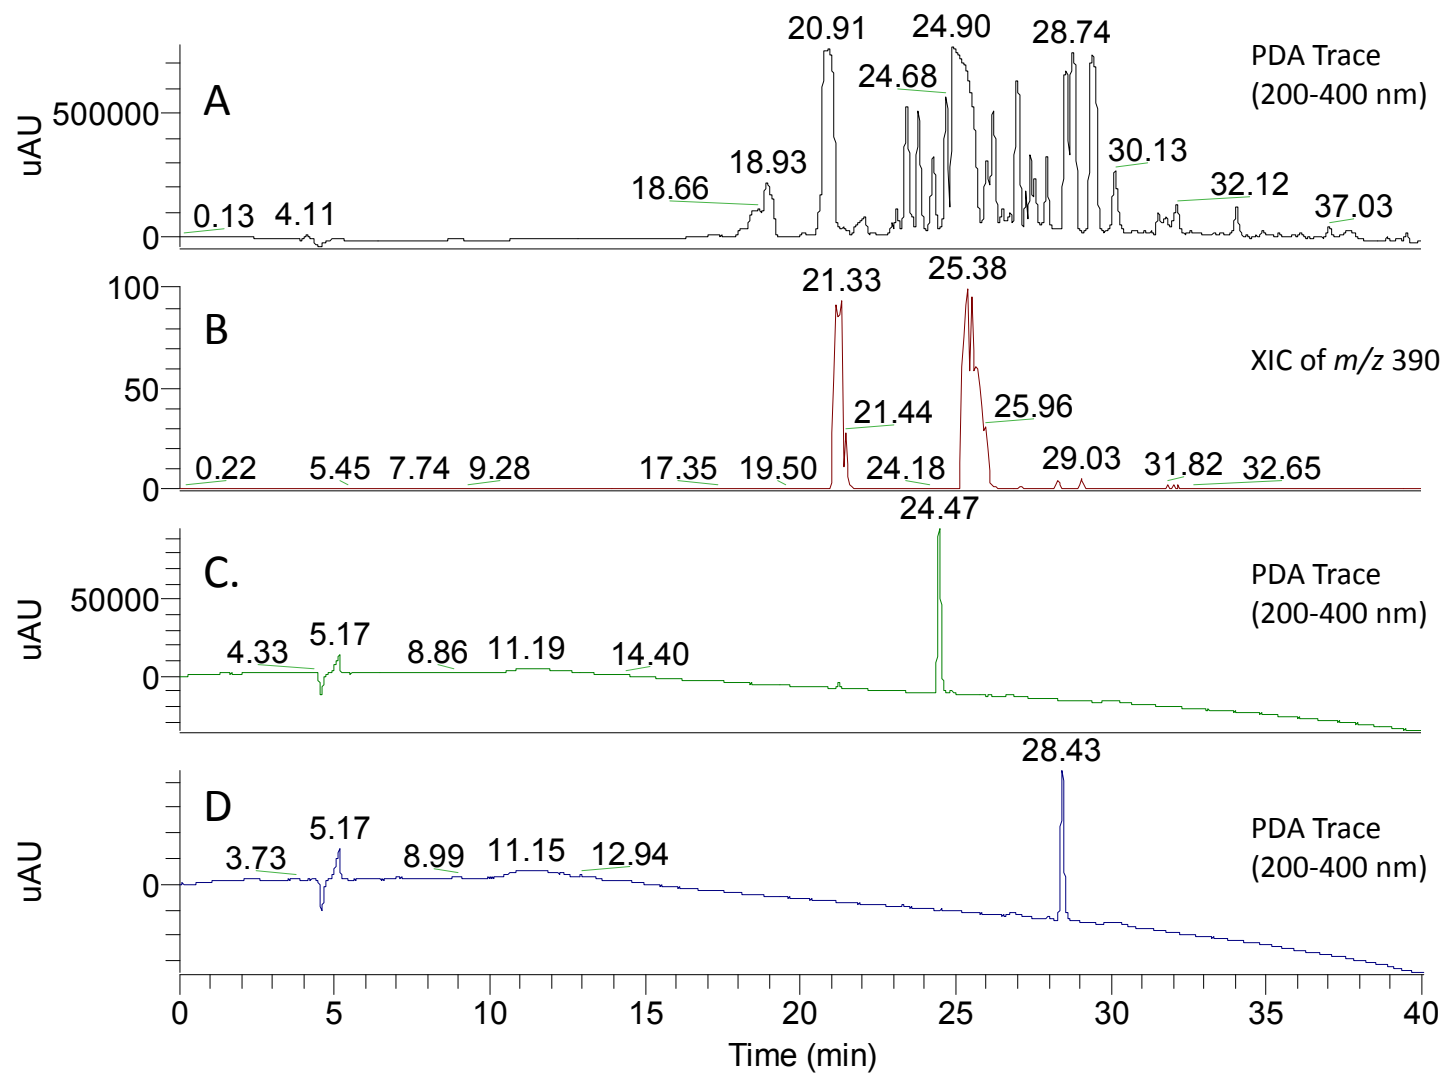 20.91
24.90
28.74
24.68
PDA Trace
(200-400 nm)
A
500000
uAU
18.93
30.13
18.66
32.12
0.13
4.11
37.03
0
25.38
21.33
100
B
XIC of m/z 390
50
21.44
25.96
0.22
5.45
7.74
9.28
17.35
19.50
24.18
29.03
31.82
32.65
0
24.47
C.
PDA Trace
(200-400 nm)
50000
uAU
5.17
4.33
8.86
11.19
14.40
0
28.43
D
PDA Trace
(200-400 nm)
5.17
3.73
8.99
11.15
12.94
uAU
0
0 5 10 15 20 25 30 35 40
Time (min)